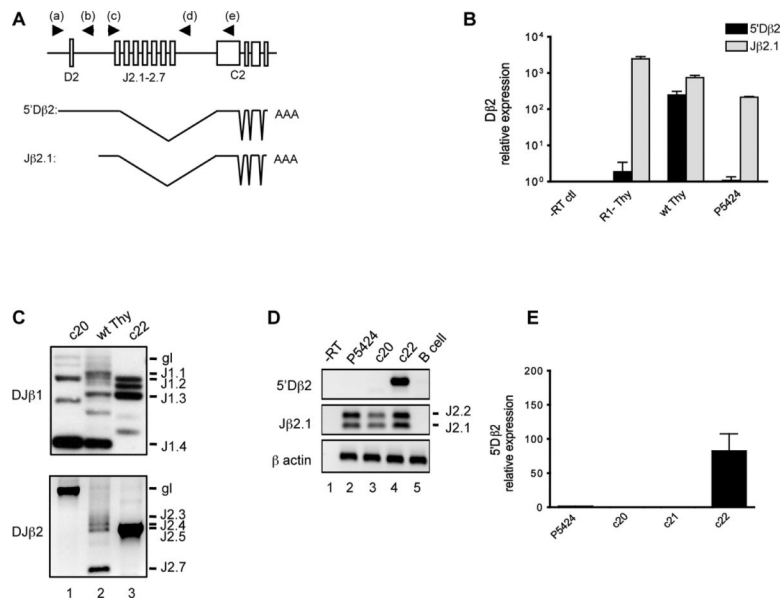 A
(a) (b) (c) (d) (e)
D2 J2.1-2.7 C2
5'Dβ2: AAA
Jβ2.1: AAA
B
5'Dβ2
Jβ2.1
Dβ2
relative expression
10⁴
10³
10²
10¹
10⁰
-RT ctl R1- Thy wt Thy P5424
C
c20 wt Thy c22
DJβ1
gl
J1.1
J1.2
J1.3
J1.4
DJβ2
gl
J2.3
J2.4
J2.5
J2.7
1 2 3
D
-RT P5424 c20 c22 B cell
5'Dβ2
Jβ2.1
J2.2
J2.1
β actin
1 2 3 4 5
E
5'Dβ2
relative expression
200
150
100
50
0
P5424 c20 c21 c22